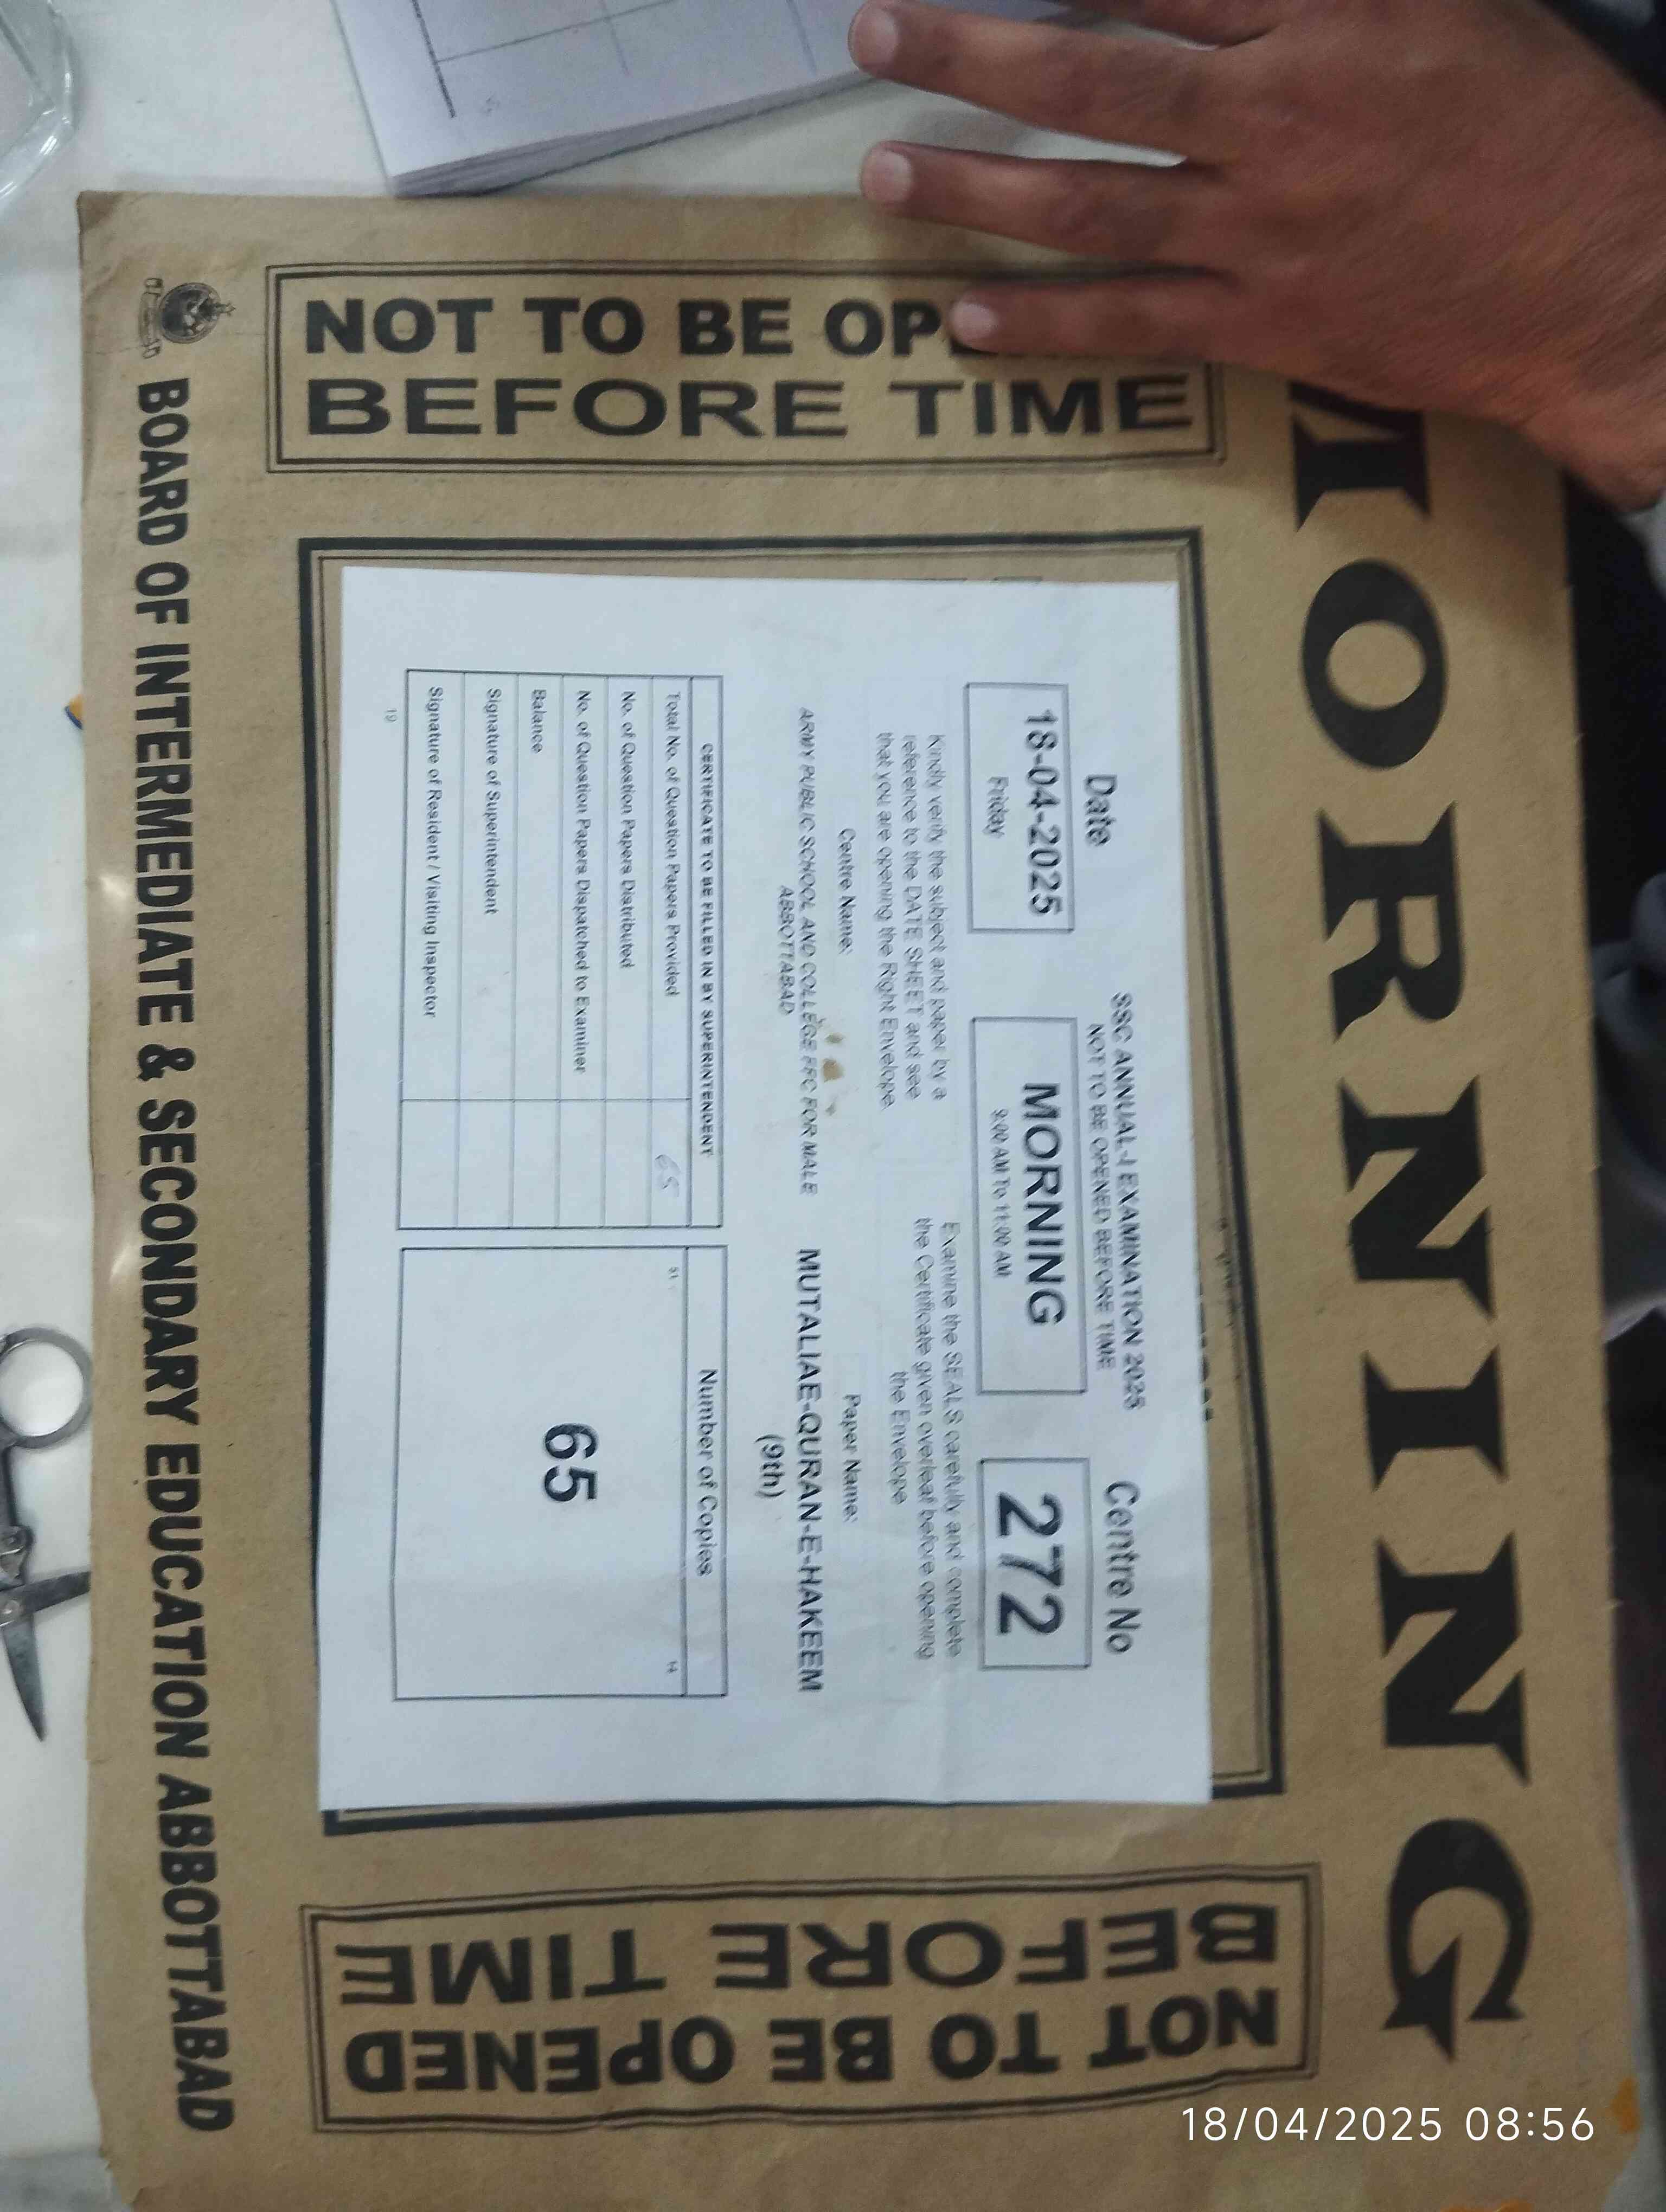 MORNING
NOT TO BE OP
BEFORE TIME
Date
18-04-2025
Friday
SSC ANNUAL-I EXAMINATION 2025
NOT TO BE OPENED BEFORE TIME
MORNING
9:00 AM To 11:00 AM
Centre No
272
Kindly verify the subject and paper by a
reference to the DATE SHEET and see
that you are opening the Right Envelope.
Examine the SEALS carefully and complete
the Certificate given overleaf before opening
the Envelope
Centre Name:
ARMY PUBLIC SCHOOL AND COLLEGE FFC FOR MALE
ABBOTTABAD
Paper Name:
MUTALIAE-QURAN-E-HAKEEM
(9th)
CERTIFICATE TO BE FILLED IN BY SUPERINTENDENT
Total No. of Question Papers Provided 65
No. of Question Papers Distributed
No. of Question Papers Dispatched to Examiner
Balance
Signature of Superintendent
Signature of Resident / Visiting Inspector
19
Number of Copies
51
14
65
NOT TO BE OPENED
BEFORE TIME
BOARD OF INTERMEDIATE & SECONDARY EDUCATION ABBOTTABAD
18/04/2025 08:56